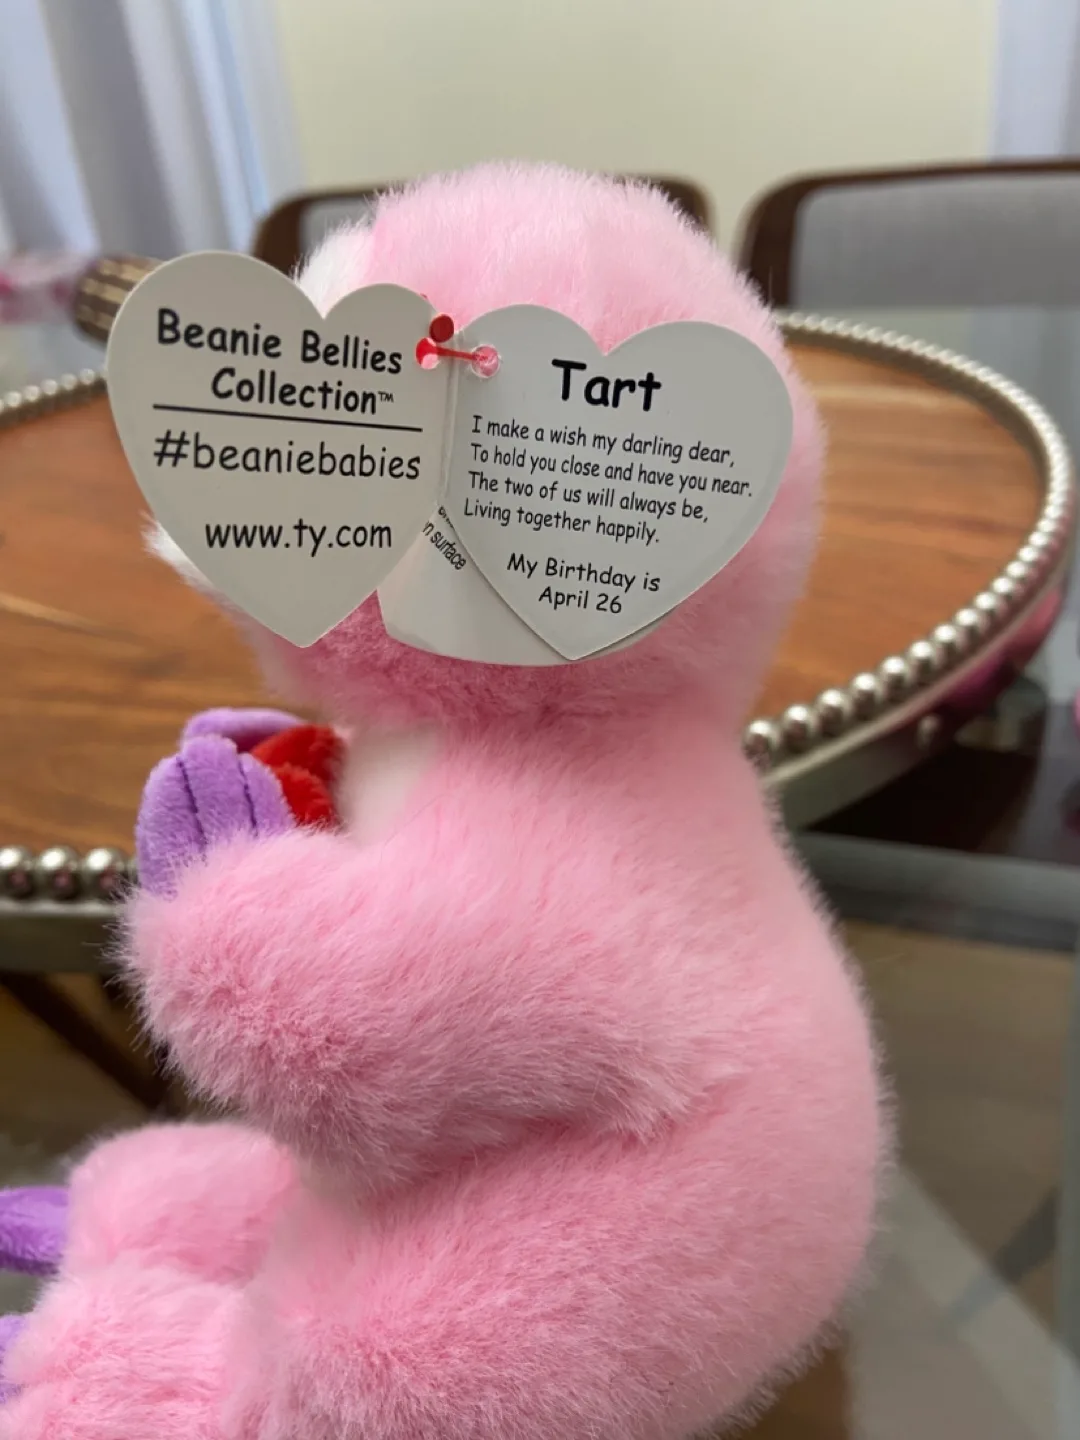 Beanie Bellies
Collection™
#beaniebabies
www.ty.com
Tart
I make a wish my darling dear,
To hold you close and have you near.
The two of us will always be,
Living together happily.
My Birthday is
April 26
surface